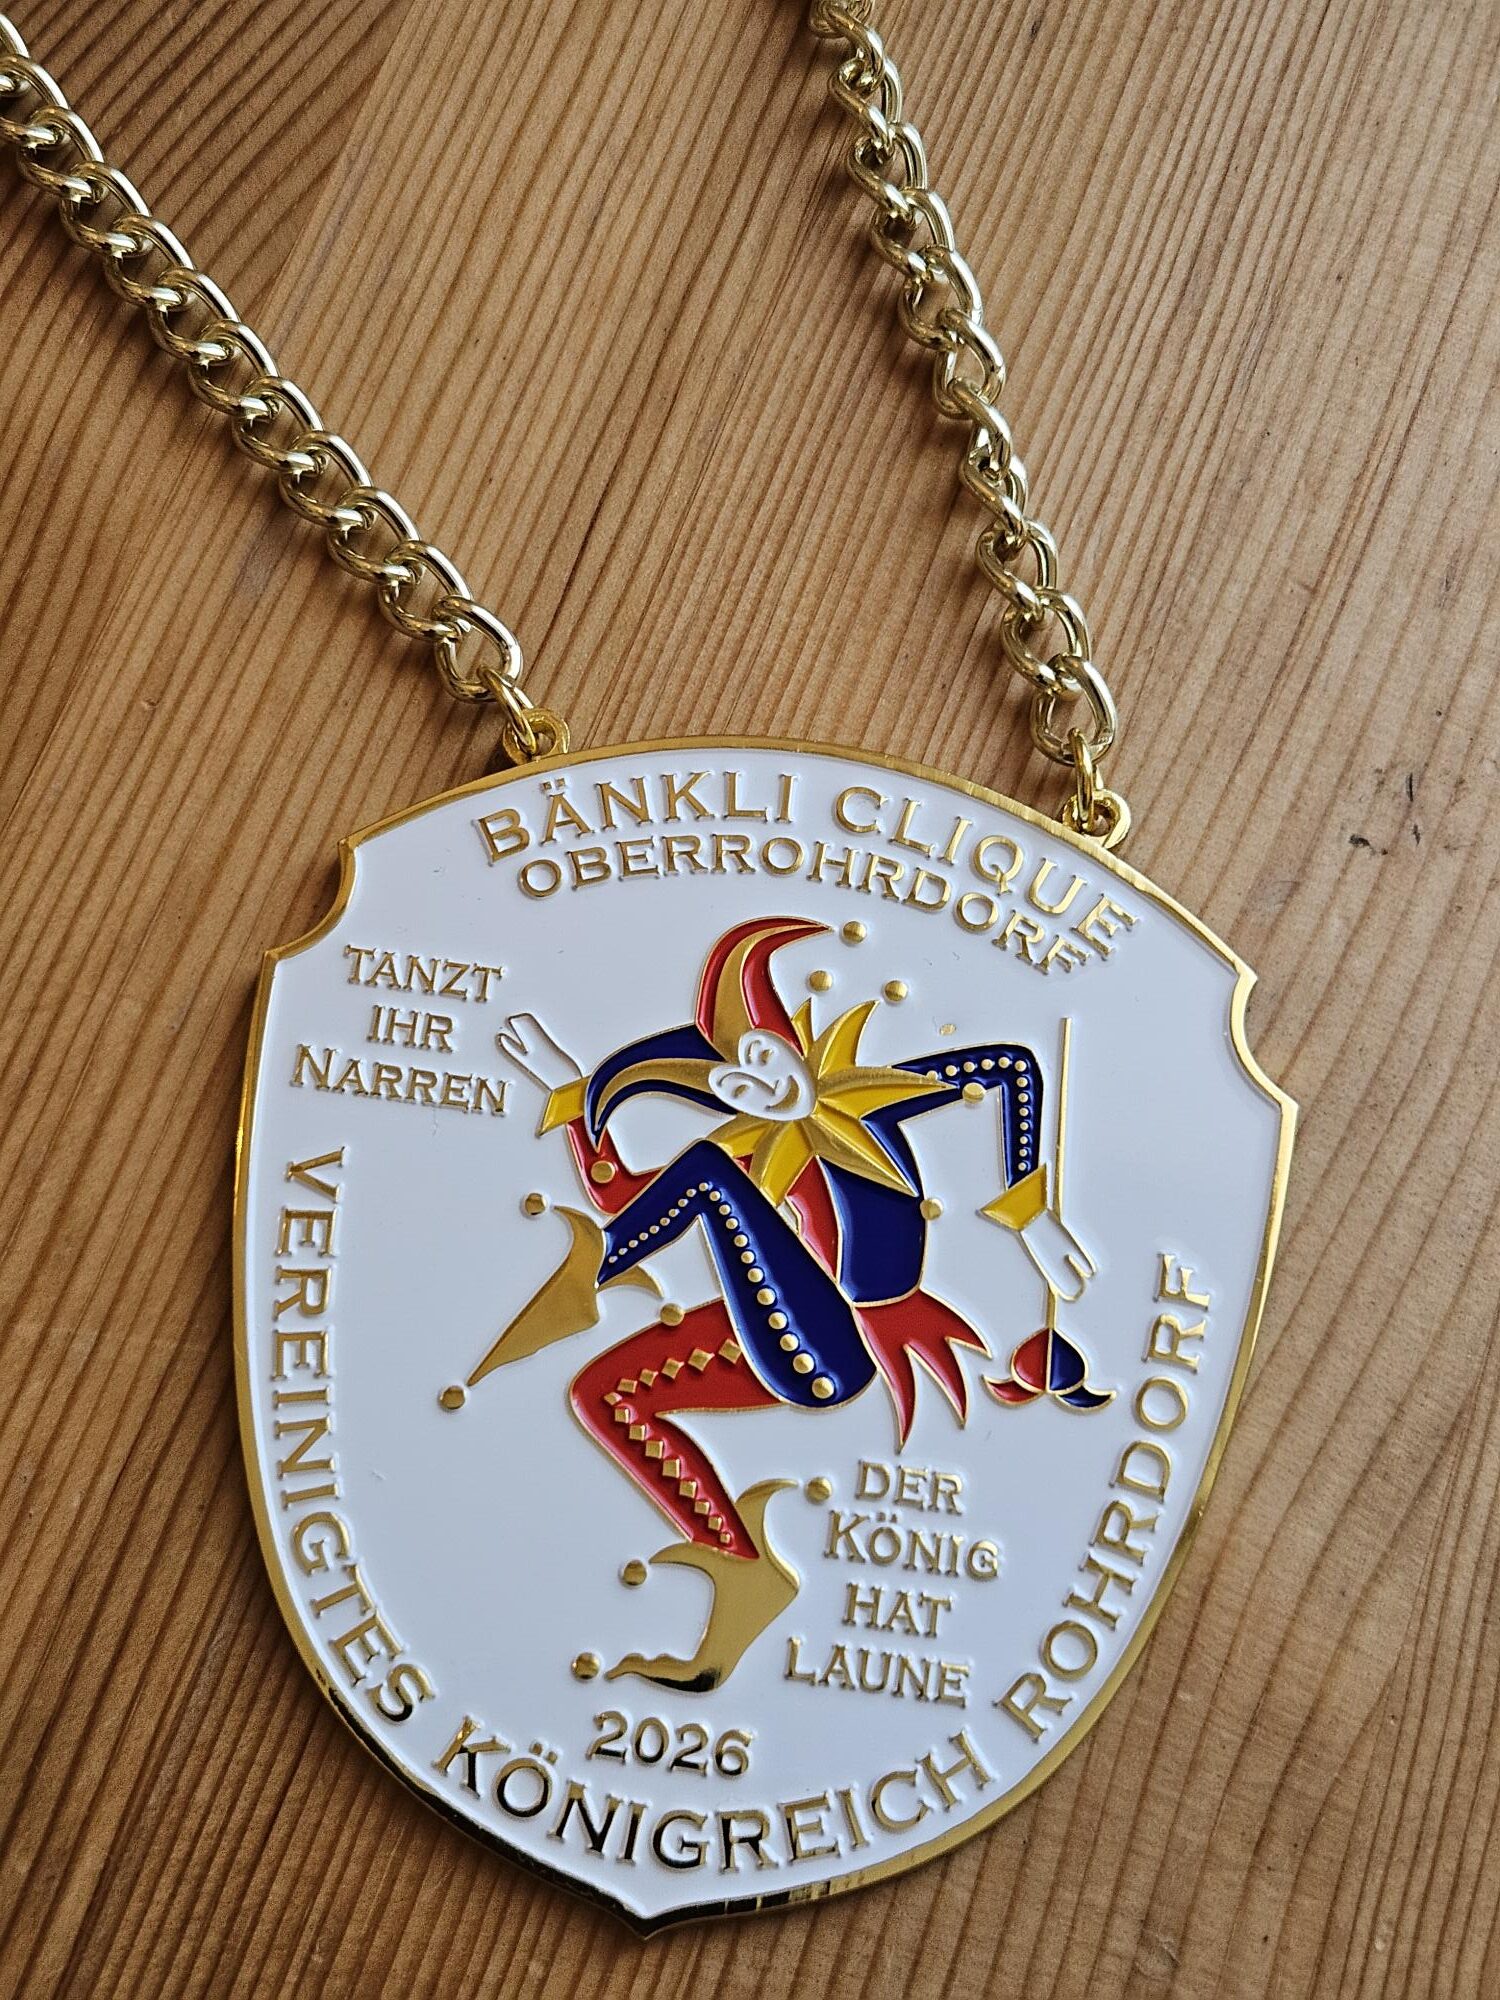 BÄNKLI CLIQUE
OBERROHRDORF
TANZT
IHR
NARREN
DER
KÖNIG
HAT
LAUNE
2026
VEREINIGTES KÖNIGREICH ROHRDORF